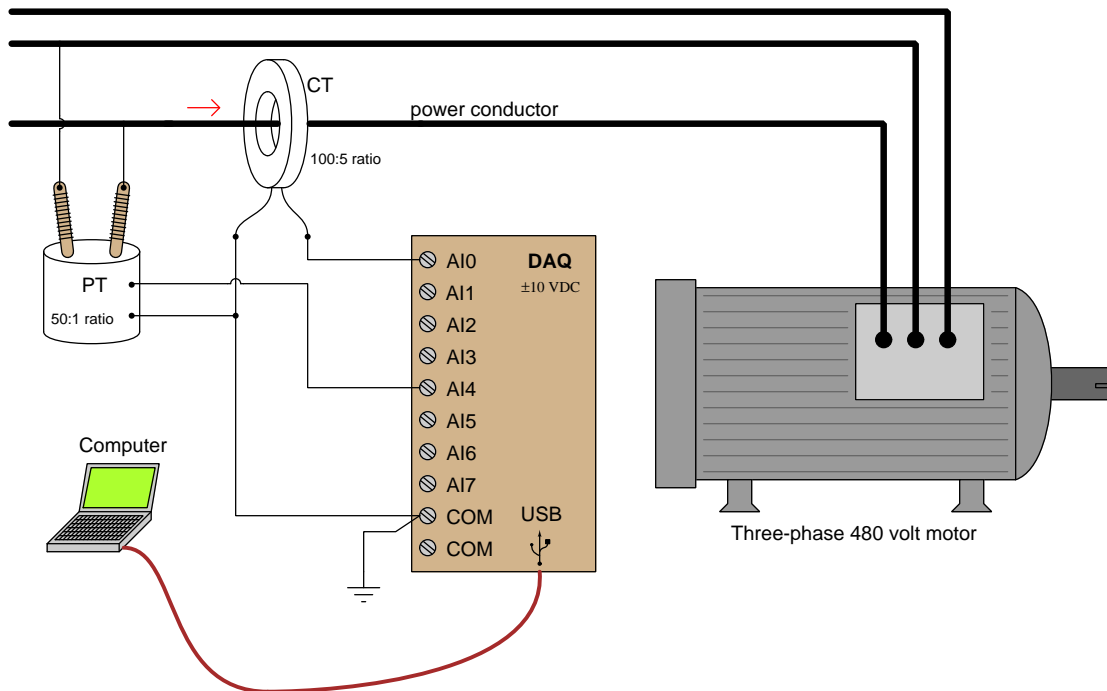 CT
power conductor
100:5 ratio
PT
50:1 ratio
AI0
DAQ
AI1
±10 VDC
AI2
AI3
AI4
AI5
AI6
AI7
COM
USB
COM
Computer
Three-phase 480 volt motor